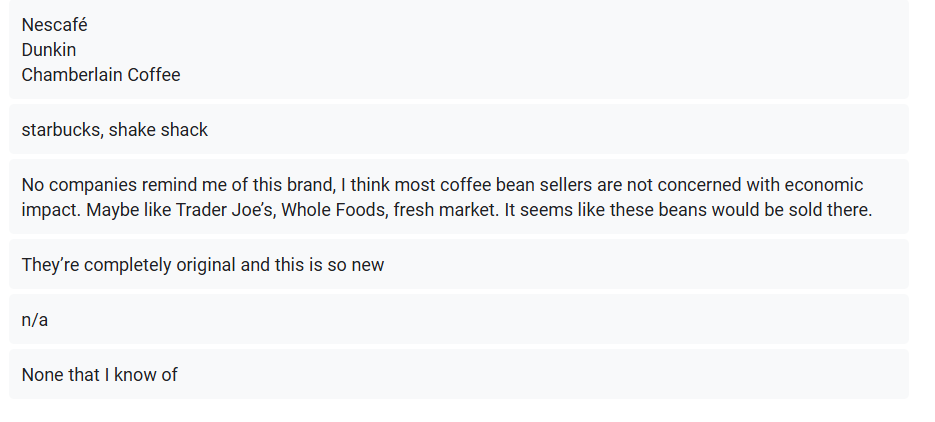 Nescafé
Dunkin
Chamberlain Coffee
starbucks, shake shack
No companies remind me of this brand, I think most coffee bean sellers are not concerned with economic
impact. Maybe like Trader Joe’s, Whole Foods, fresh market. It seems like these beans would be sold there.
They’re completely original and this is so new
n/a
None that I know of